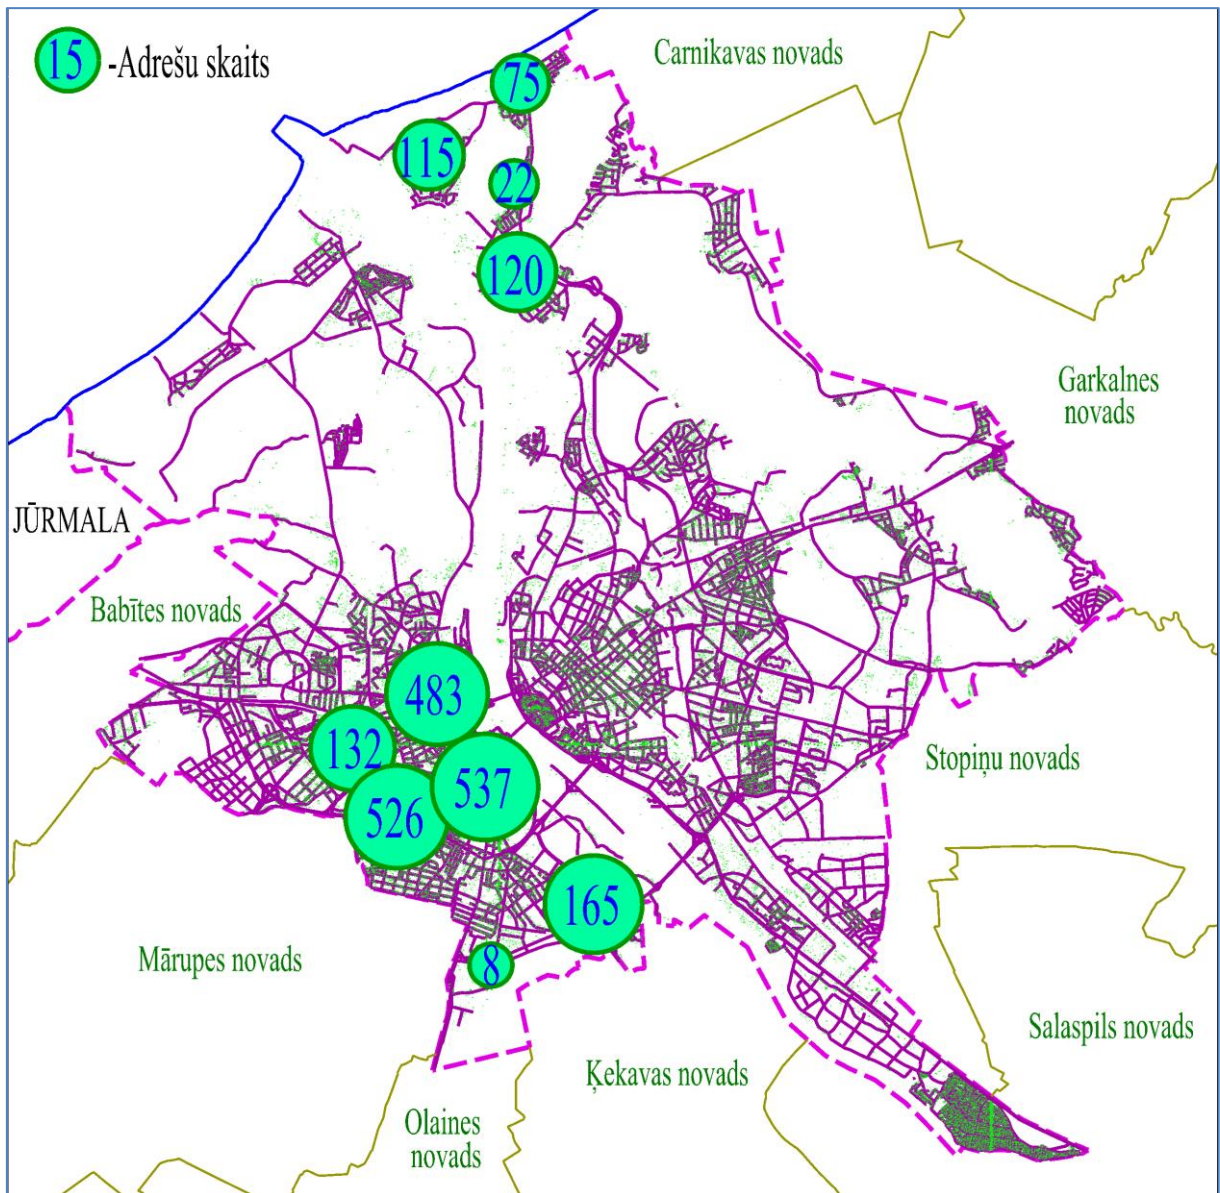 15 -Adrešu skaits
Carnikavas novads
75
115
22
120
Garkalnes
novads
JŪRMALA
Babītes novads
483
132
537
526
Stopiņu novads
165
8
Mārupes novads
Salaspils novads
Ķekavas novads
Olaines
novads